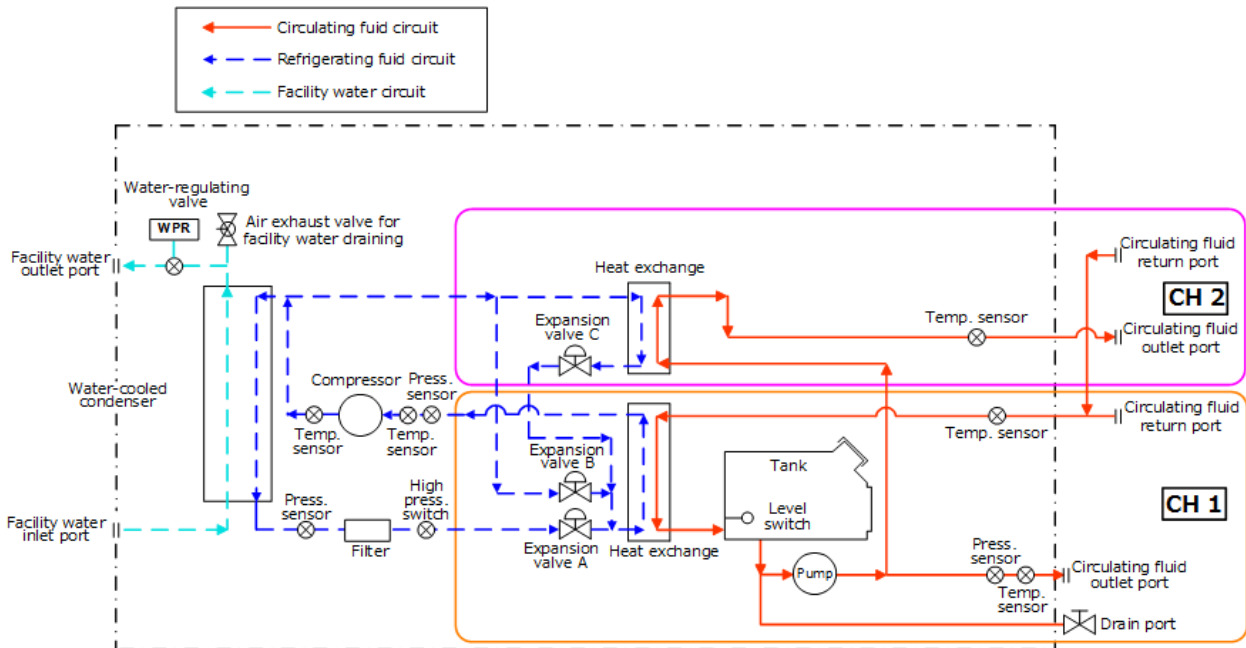 Circulating fluid circuit
Refrigerating fluid circuit
Facility water circuit
Water-regulating
valve
WPR
Air exhaust valve for
facility water draining
Facility water
outlet port
Heat exchange
Circulating fluid
return port
CH 2
Expansion
valve C
Temp. sensor
Circulating fluid
outlet port
Water-cooled
condenser
Compressor
Press.
sensor
Temp.
sensor
Temp.
sensor
Temp.
sensor
Circulating fluid
return port
Expansion
valve B
Tank
Level
switch
CH 1
Facility water
inlet port
Press.
sensor
Filter
High
press.
switch
Expansion
valve A
Heat exchange
Pump
Press.
sensor
Temp.
sensor
Circulating fluid
outlet port
Drain port